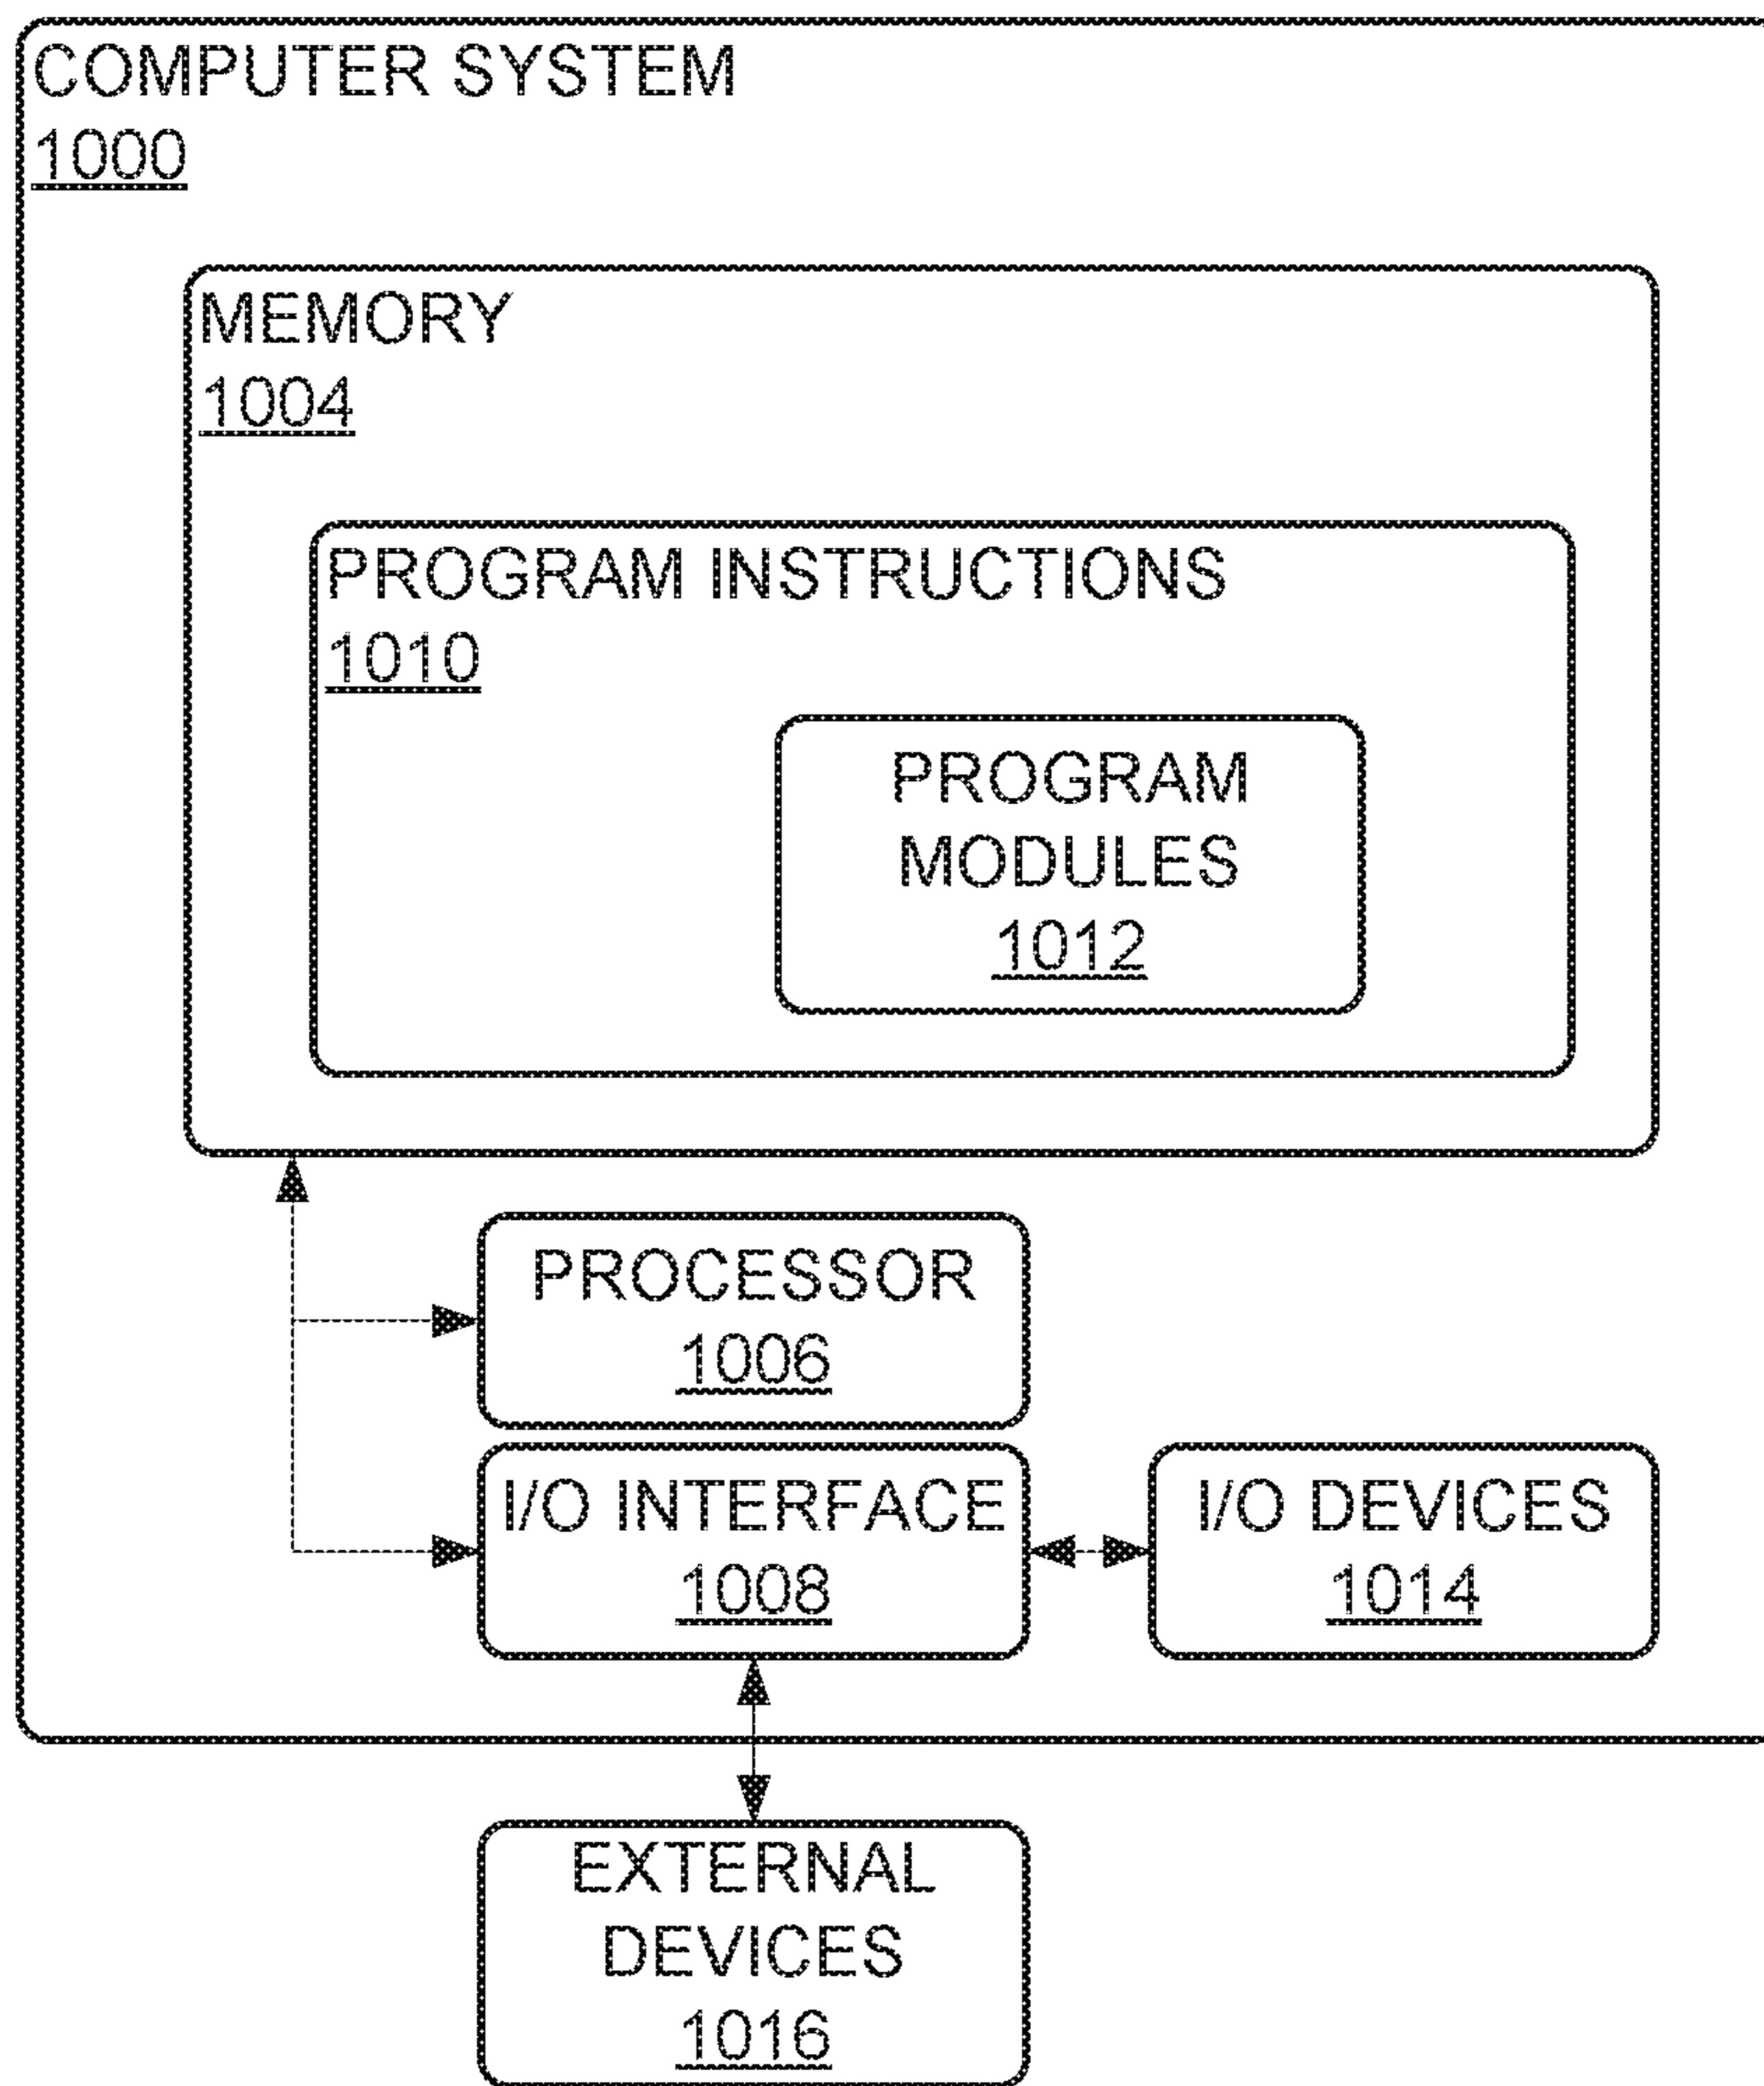 COMPUTER SYSTEM
1000
MEMORY
1004
PROGRAM INSTRUCTIONS
1010
PROGRAM
MODULES
1012
PROCESSOR
1006
I/O INTERFACE
1008
I/O DEVICES
1014
EXTERNAL
DEVICES
1016